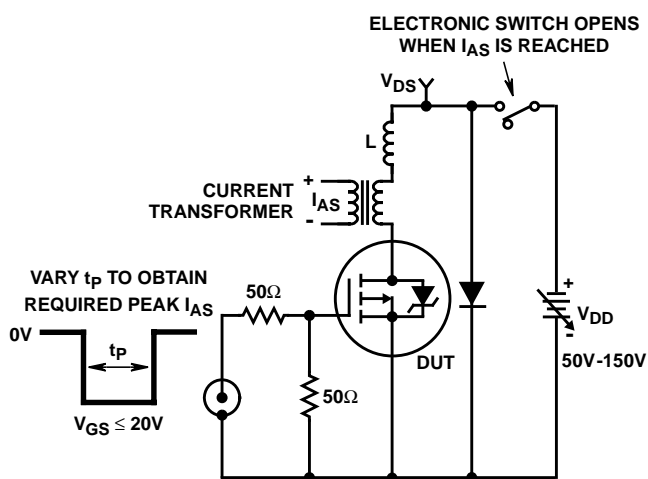 ELECTRONIC SWITCH OPENS
WHEN IAS IS REACHED
VDS
L
CURRENT
TRANSFORMER
+
IAS
-
VARY tP TO OBTAIN
REQUIRED PEAK IAS
50Ω
0V
tP
VGS ≤ 20V
50Ω
DUT
+
VDD
-
50V-150V